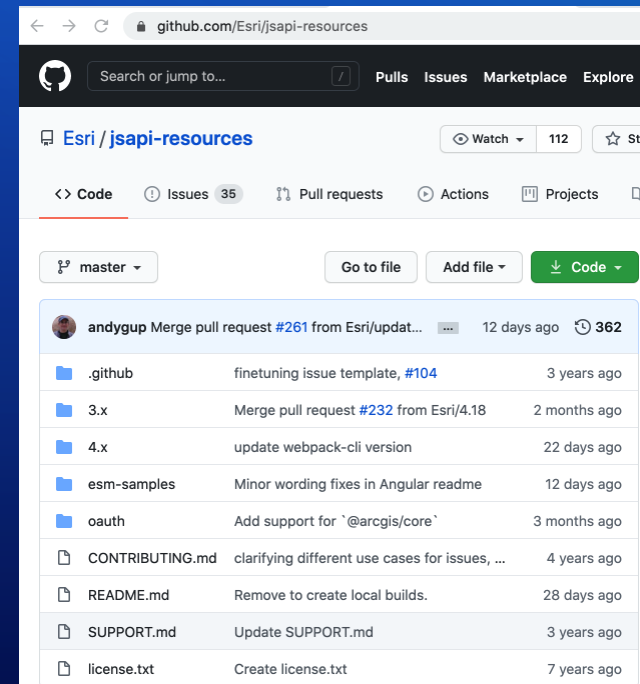 github.com/Esri/jsapi-resources
Search or jump to... / Pulls Issues Marketplace Explore
Esri / jsapi-resources Watch 112
Code Issues 35 Pull requests Actions Projects
master Go to file Add file Code
andygup Merge pull request #261 from Esri/updat... ... 12 days ago 362
.github finetuning issue template, #104 3 years ago
3.x Merge pull request #232 from Esri/4.18 2 months ago
4.x update webpack-cli version 22 days ago
esm-samples Minor wording fixes in Angular readme 12 days ago
oauth Add support for `@arcgis/core` 3 months ago
CONTRIBUTING.md clarifying different use cases for issues, ... 4 years ago
README.md Remove to create local builds. 28 days ago
SUPPORT.md Update SUPPORT.md 3 years ago
license.txt Create license.txt 7 years ago